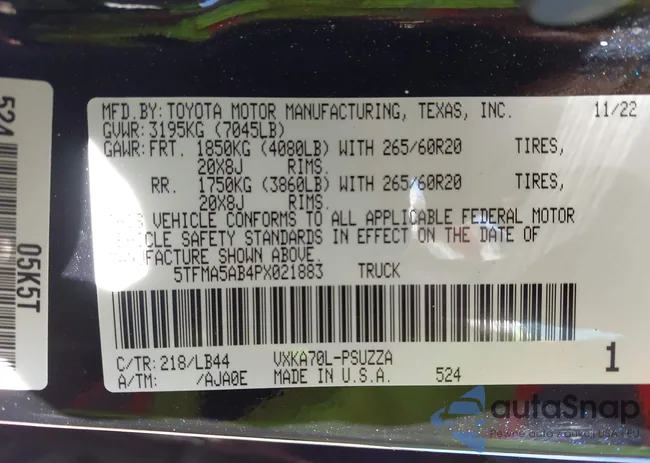 MFD.BY:TOYOTA MOTOR MANUFACTURING, TEXAS, INC. 11/22
GVWR:3195KG (7045LB)
GAWR:FRT. 1850KG (4080LB) WITH 265/60R20 TIRES,
20X8J RIMS.
RR. 1750KG (3860LB) WITH 265/60R20 TIRES,
20X8J RIMS.
VEHICLE CONFORMS TO ALL APPLICABLE FEDERAL MOTOR
SAFETY STANDARDS IN EFFECT ON THE DATE OF
SHOWN ABOVE.
5TFMA5AB4PX021883 TRUCK
C/TR:218/LB44 VXKA70L-PSUZZA 1
A/TM: /AJA0E MADE IN U.S.A. 524
524
05K5T
autaSnap